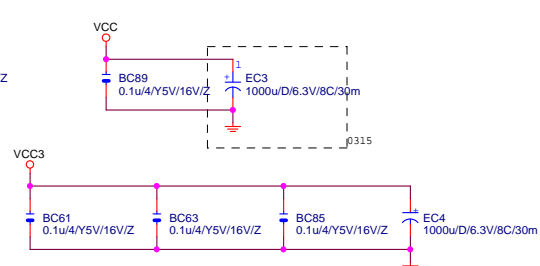 VCC
1
Z
BC89
0.1u/4/Y5V/16V/Z
EC3
1000u/D/6.3V/8C/30m
0315
VCC3
BC61
0.1u/4/Y5V/16V/Z
BC63
0.1u/4/Y5V/16V/Z
BC85
0.1u/4/Y5V/16V/Z
EC4
1000u/D/6.3V/8C/30m